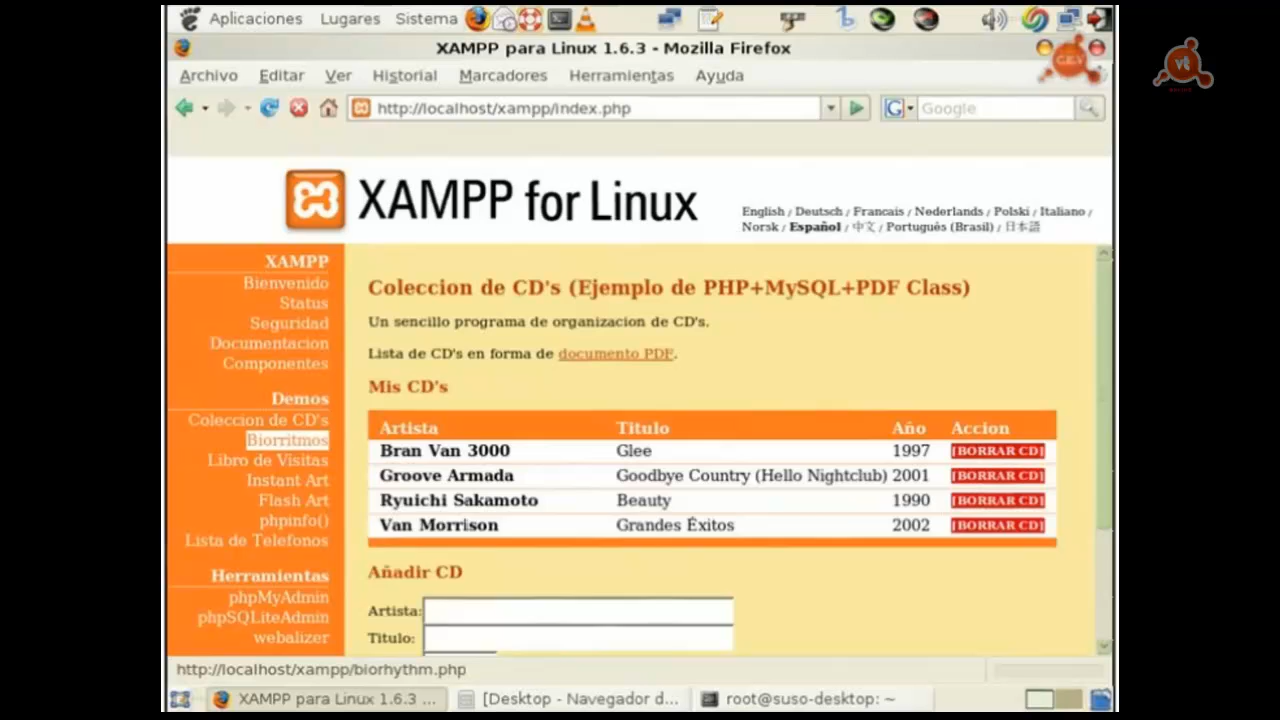 Aplicaciones Lugares Sistema
XAMPP para Linux 1.6.3 - Mozilla Firefox
Archivo Editar Ver Historial Marcadores Herramientas Ayuda
http://localhost/xampp/index.php Google
XAMPP for Linux
English / Deutsch / Francais / Nederlands / Polski / Italiano /
Norsk / Español / 中文 / Português (Brasil) / 日本語
XAMPP
Bienvenido
Status
Seguridad
Documentacion
Componentes
Demos
Coleccion de CD's
Biorritmos
Libro de Visitas
Instant Art
Flash Art
phpinfo()
Lista de Telefonos
Herramientas
phpMyAdmin
phpSQLiteAdmin
webalizer
Coleccion de CD's (Ejemplo de PHP+MySQL+PDF Class)
Un sencillo programa de organizacion de CD's.
Lista de CD's en forma de documento PDF.
Mis CD's
Artista Titulo Año Accion
Bran Van 3000 Glee 1997 [BORRAR CD]
Groove Armada Goodbye Country (Hello Nightclub) 2001 [BORRAR CD]
Ryuichi Sakamoto Beauty 1990 [BORRAR CD]
Van Morrison Grandes Éxitos 2002 [BORRAR CD]
Añadir CD
Artista:
Titulo:
http://localhost/xampp/biorhythm.php
XAMPP para Linux 1.6.3 ... [Desktop - Navegador d... root@suso-desktop: ~
vt